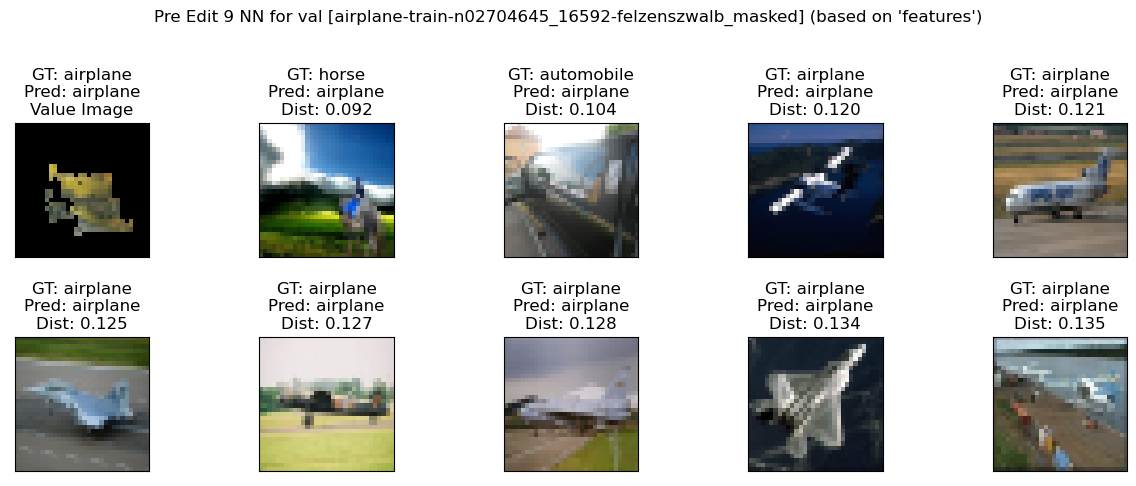 Pre Edit 9 NN for val [airplane-train-n02704645_16592-felzenszwalb_masked] (based on 'features')
GT: airplane
Pred: airplane
Value Image
GT: horse
Pred: airplane
Dist: 0.092
GT: automobile
Pred: airplane
Dist: 0.104
GT: airplane
Pred: airplane
Dist: 0.120
GT: airplane
Pred: airplane
Dist: 0.121
GT: airplane
Pred: airplane
Dist: 0.125
GT: airplane
Pred: airplane
Dist: 0.127
GT: airplane
Pred: airplane
Dist: 0.128
GT: airplane
Pred: airplane
Dist: 0.134
GT: airplane
Pred: airplane
Dist: 0.135